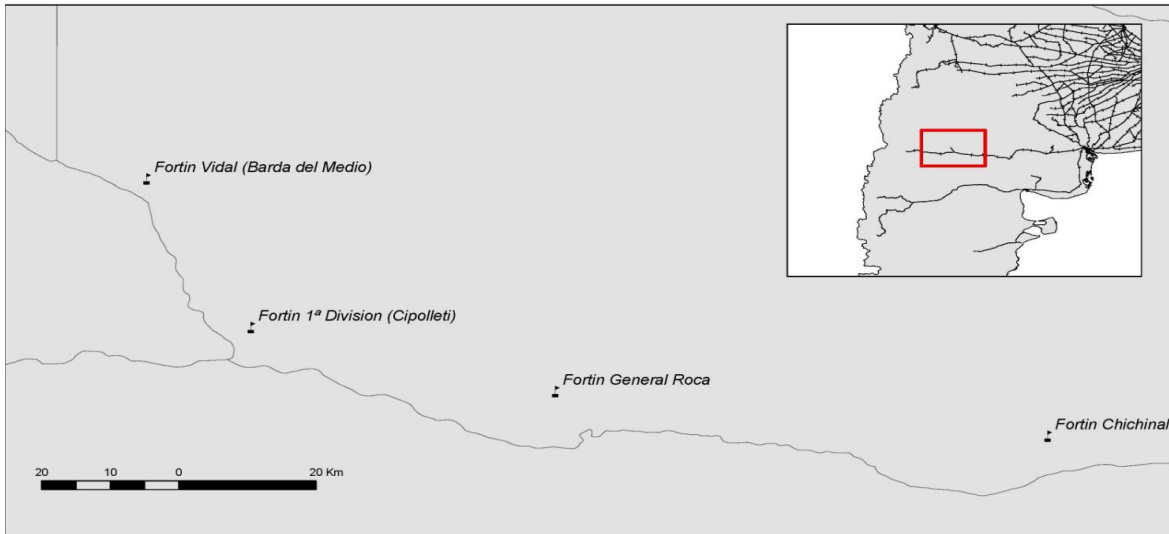 Fortin Vidal (Barda del Medio)
Fortin 1ª Division (Cipolleti)
Fortin General Roca
Fortin Chichinal
20 10 0 20 Km